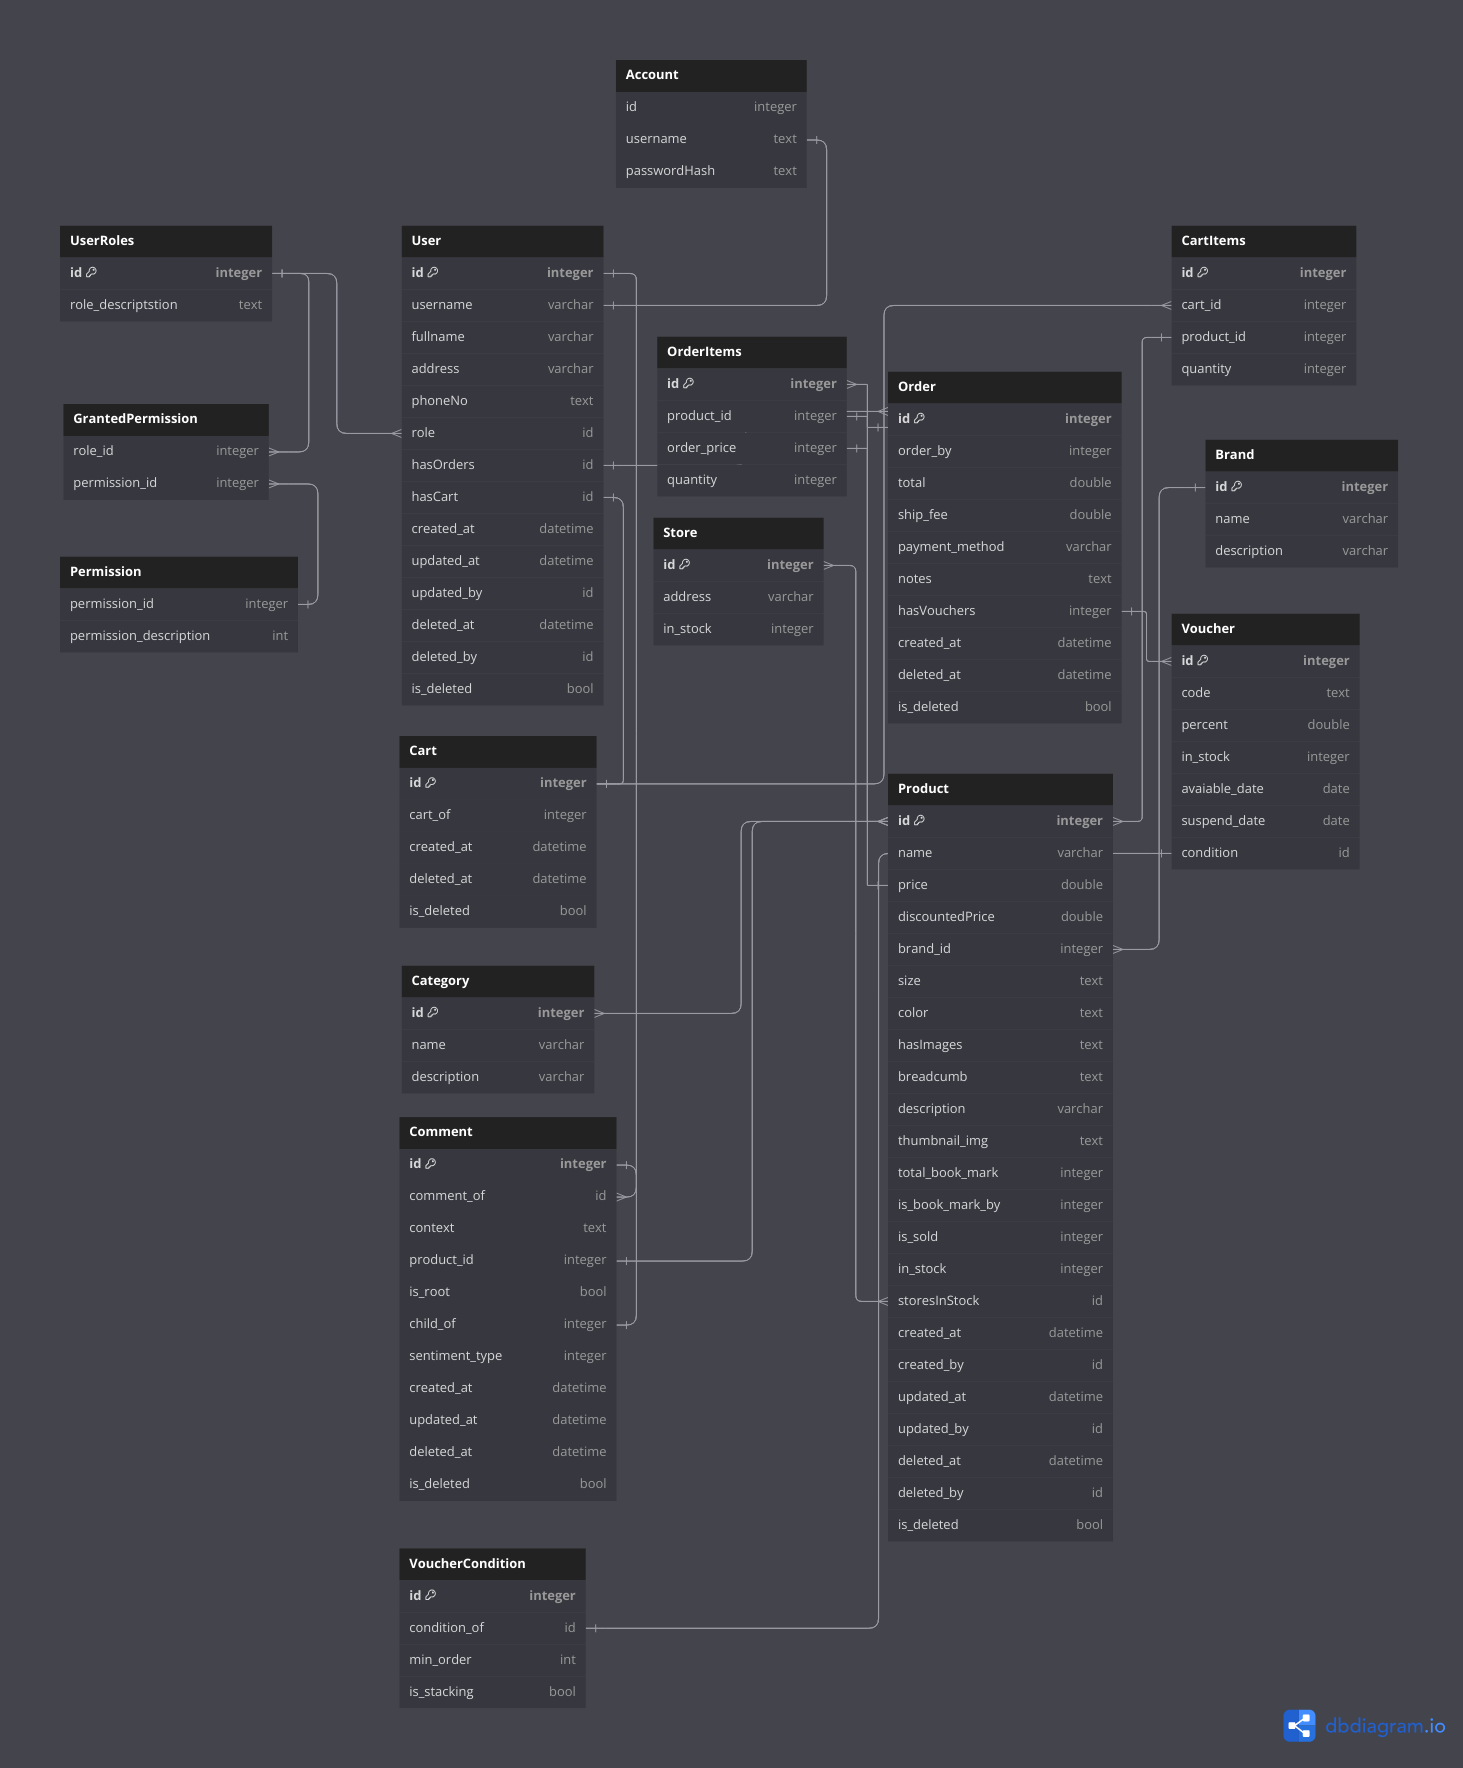 Account
id integer
username text
passwordHash text
UserRoles
id integer
role_descriptstion text
GrantedPermission
role_id integer
permission_id integer
Permission
permission_id integer
permission_description int
User
id integer
username varchar
fullname varchar
address varchar
phoneNo text
role id
hasOrders id
hasCart id
created_at datetime
updated_at datetime
updated_by id
deleted_at datetime
deleted_by id
is_deleted bool
OrderItems
id integer
product_id integer
order_price integer
quantity integer
Store
id integer
address varchar
in_stock integer
Order
id integer
order_by integer
total double
ship_fee double
payment_method varchar
notes text
hasVouchers integer
created_at datetime
deleted_at datetime
is_deleted bool
CartItems
id integer
cart_id integer
product_id integer
quantity integer
Brand
id integer
name varchar
description varchar
Voucher
id integer
code text
percent double
in_stock integer
avaiable_date date
suspend_date date
condition id
Cart
id integer
cart_of integer
created_at datetime
deleted_at datetime
is_deleted bool
Category
id integer
name varchar
description varchar
Comment
id integer
comment_of id
context text
product_id integer
is_root bool
child_of integer
sentiment_type integer
created_at datetime
updated_at datetime
deleted_at datetime
is_deleted bool
VoucherCondition
id integer
condition_of id
min_order int
is_stacking bool
Product
id integer
name varchar
price double
discountedPrice double
brand_id integer
size text
color text
hasImages text
breadcumb text
description varchar
thumbnail_img text
total_book_mark integer
is_book_mark_by integer
is_sold integer
in_stock integer
storesInStock id
created_at datetime
created_by id
updated_at datetime
updated_by id
deleted_at datetime
deleted_by id
is_deleted bool
dbdiagram.io